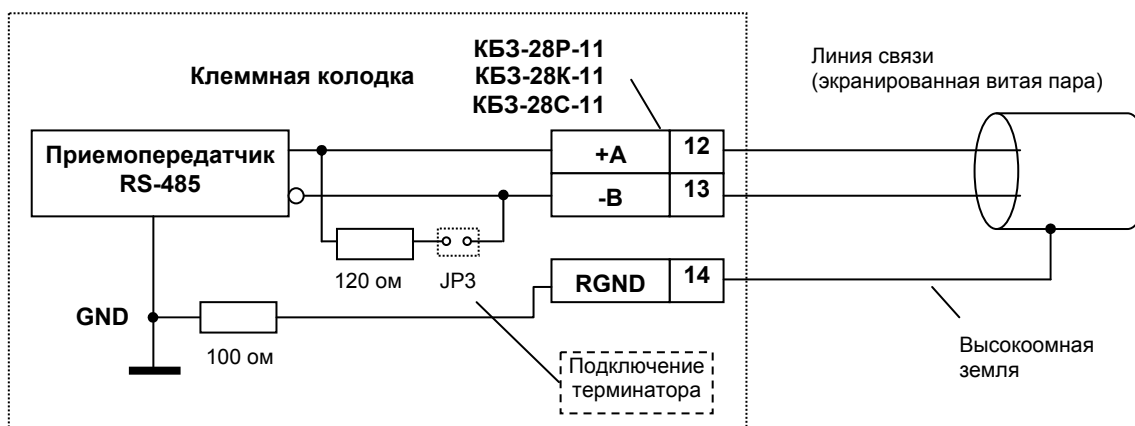 КБЗ-28Р-11
Клеммная колодка
КБЗ-28К-11
КБЗ-28С-11
Линия связи
(экранированная витая пара)
Приемопередатчик
RS-485
+А
12
-В
13
120 ом
JP3
RGND
14
GND
100 ом
Подключение
терминатора
Высокоомная
земля